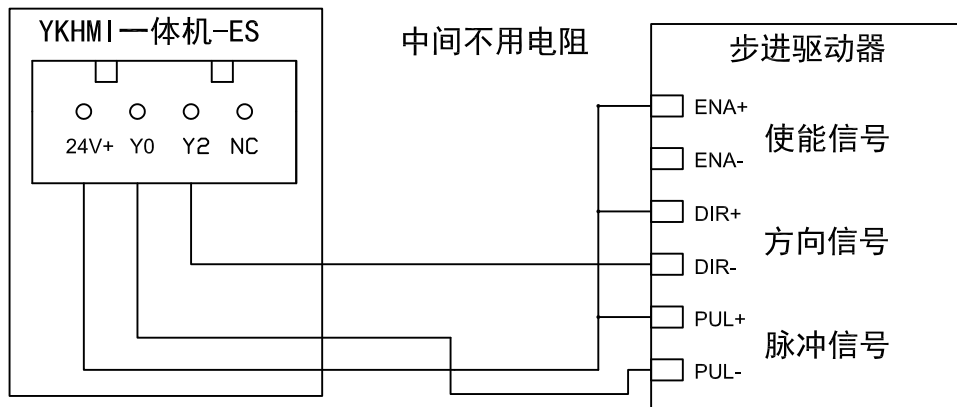 YKHMI一体机-ES
24V+ Y0 Y2 NC
中间不用电阻
步进驱动器
ENA+
使能信号
ENA-
DIR+
方向信号
DIR-
PUL+
脉冲信号
PUL-